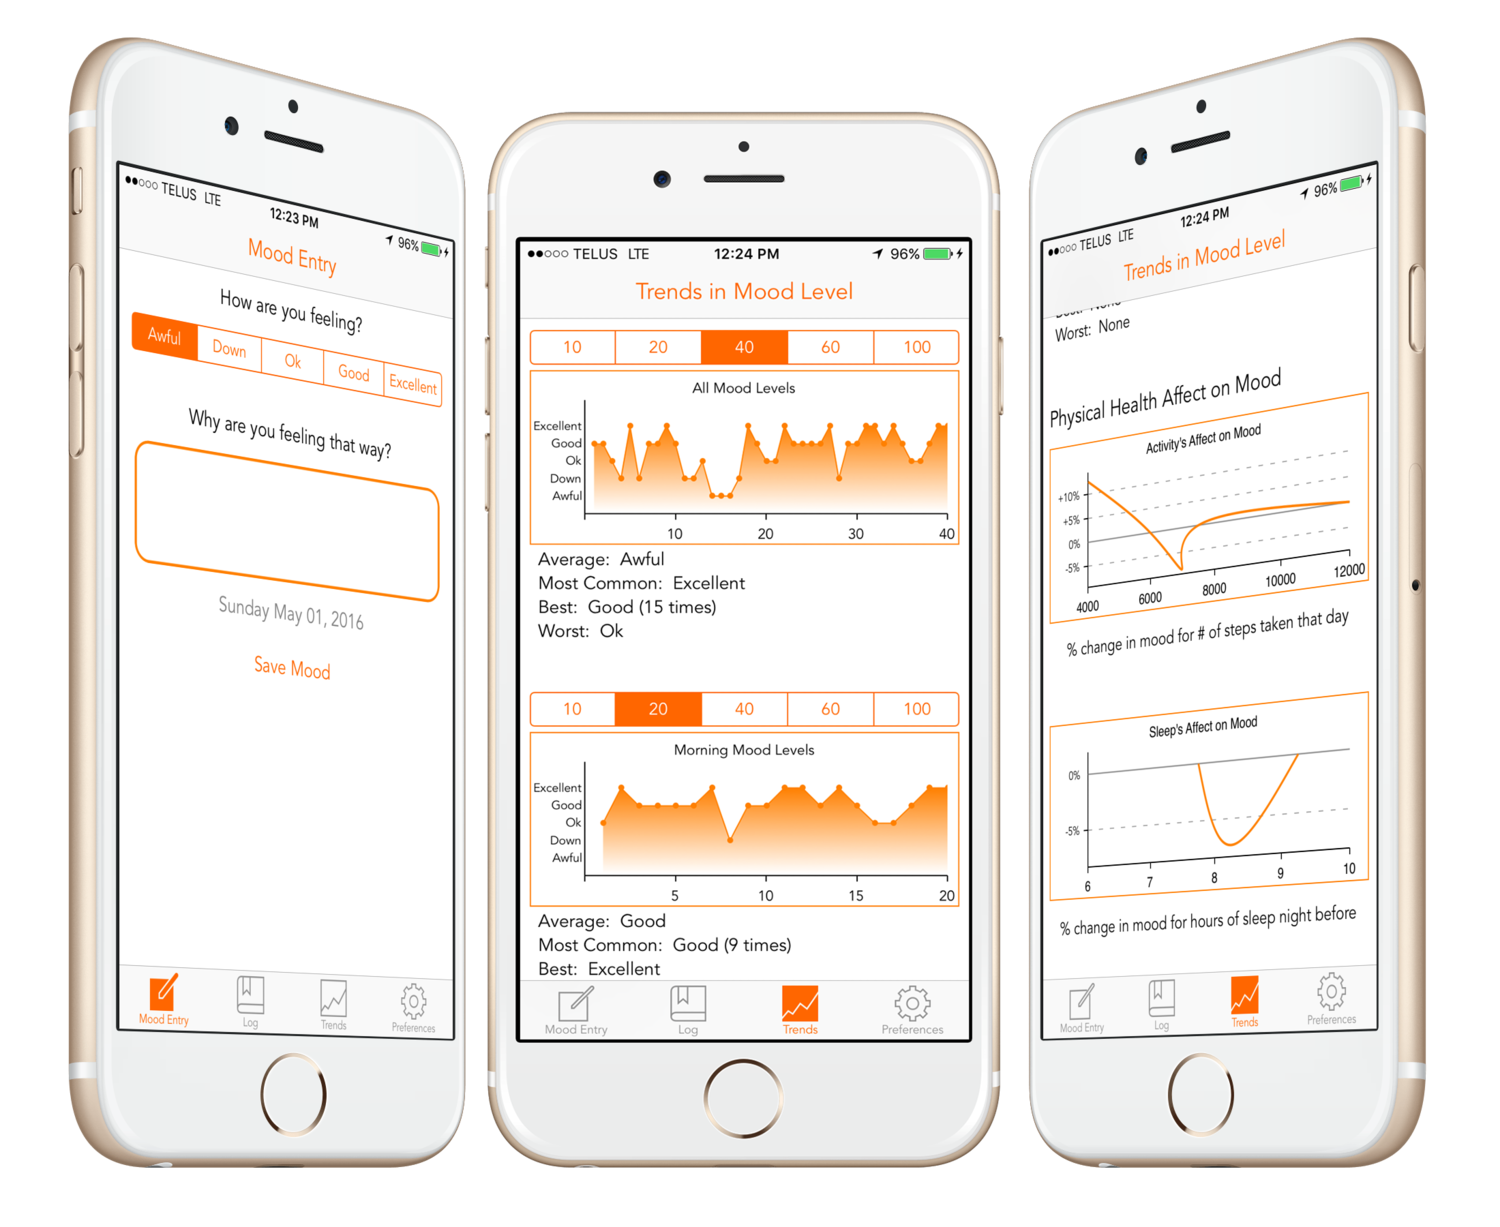 TELUS LTE
12:23 PM
96%
Mood Entry
How are you feeling?
Awful Down Ok Good Excellent
Why are you feeling that way?
Sunday May 01, 2016
Save Mood
Mood Entry Log Trends Preferences
TELUS LTE 12:24 PM 96%
Trends in Mood Level
10 20 40 60 100
All Mood Levels
Excellent
Good
Ok
Down
Awful
10 20 30 40
Average: Awful
Most Common: Excellent
Best: Good (15 times)
Worst: Ok
10 20 40 60 100
Morning Mood Levels
Excellent
Good
Ok
Down
Awful
5 10 15 20
Average: Good
Most Common: Good (9 times)
Best: Excellent
Mood Entry Log Trends Preferences
TELUS LTE 12:24 PM 96%
Trends in Mood Level
Best: None
Worst: None
Physical Health Affect on Mood
Activity's Affect on Mood
+10%
+5%
0%
-5%
4000 6000 8000 10000 12000
% change in mood for # of steps taken that day
Sleep's Affect on Mood
0%
-5%
6 7 8 9 10
% change in mood for hours of sleep night before
Mood Entry Log Trends Preferences